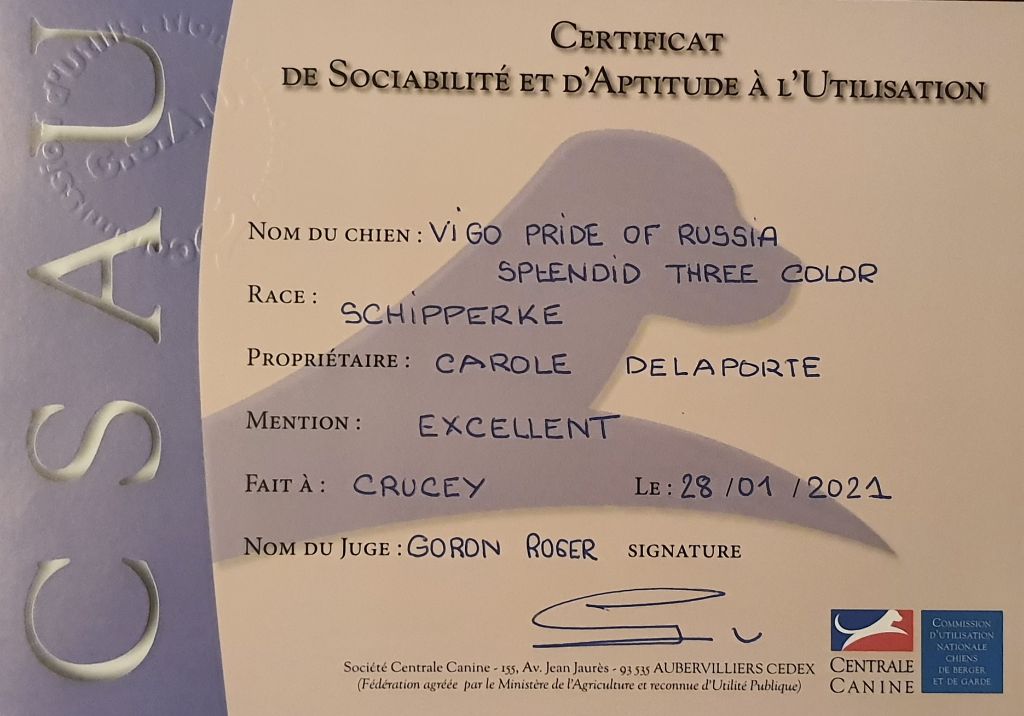 CSAU
CERTIFICAT
DE SOCIABILITÉ ET D'APTITUDE À L'UTILISATION
NOM DU CHIEN : VIGO PRIDE OF RUSSIA
SPLENDID THREE COLOR
RACE : SCHIPPERKE
PROPRIÉTAIRE : CAROLE DELAPORTE
MENTION : EXCELLENT
FAIT À : CRUCEY LE : 28/01/2021
NOM DU JUGE : GORON ROGER SIGNATURE
Société Centrale Canine - 155, Av. Jean Jaurès - 93 535 AUBERVILLIERS CEDEX
(Fédération agréée par le Ministère de l'Agriculture et reconnue d'Utilité Publique)
CENTRALE
CANINE
COMMISSION
D'UTILISATION
NATIONALE
CHIENS
DE BERGER
ET DE GARDE